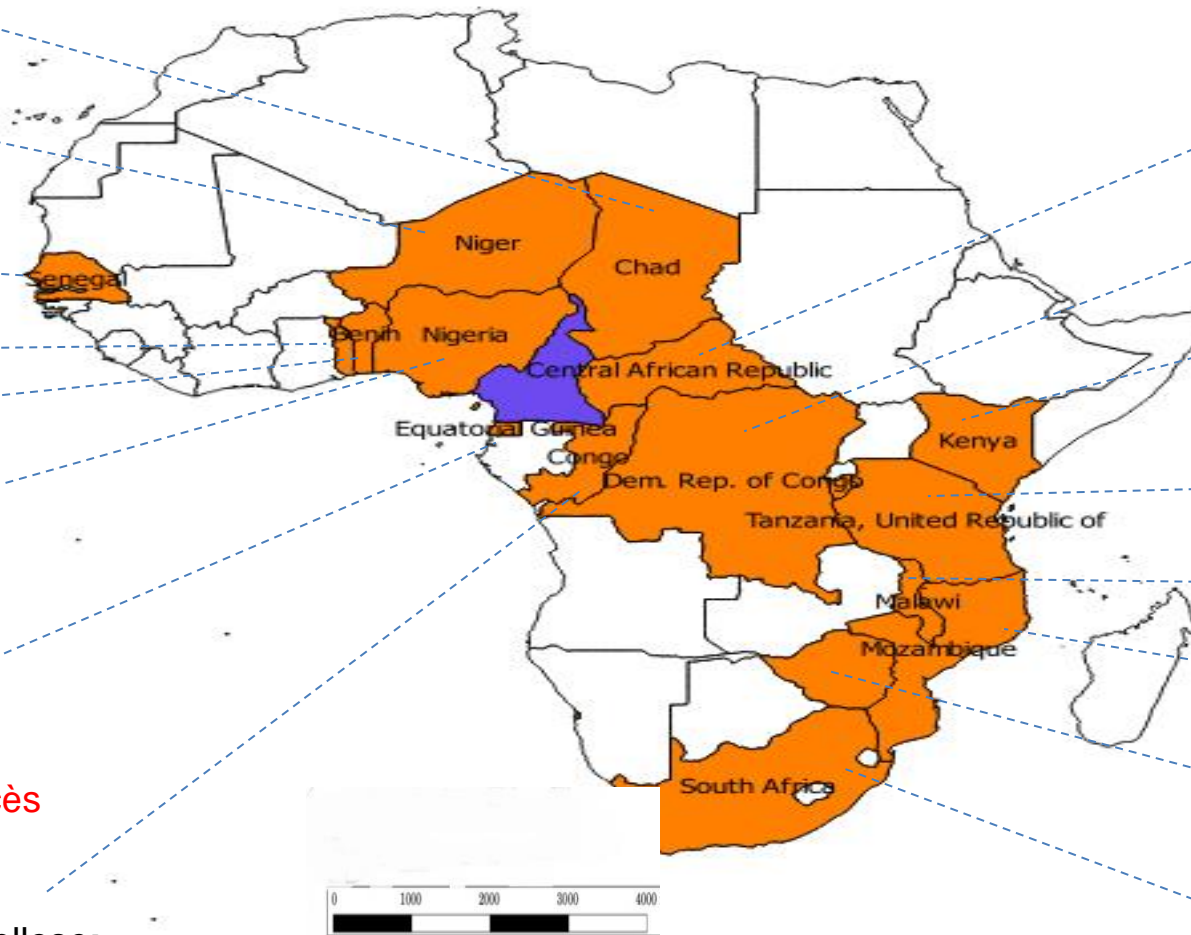 Niger
Chad
Senegal
Benin Nigeria
Central African Republic
Equatorial Guinea
Congo
Kenya
Dem. Rep. of Congo
Tanzania, United Republic of
Malawi
Mozambique
South Africa
ès
0 1000 2000 3000 4000